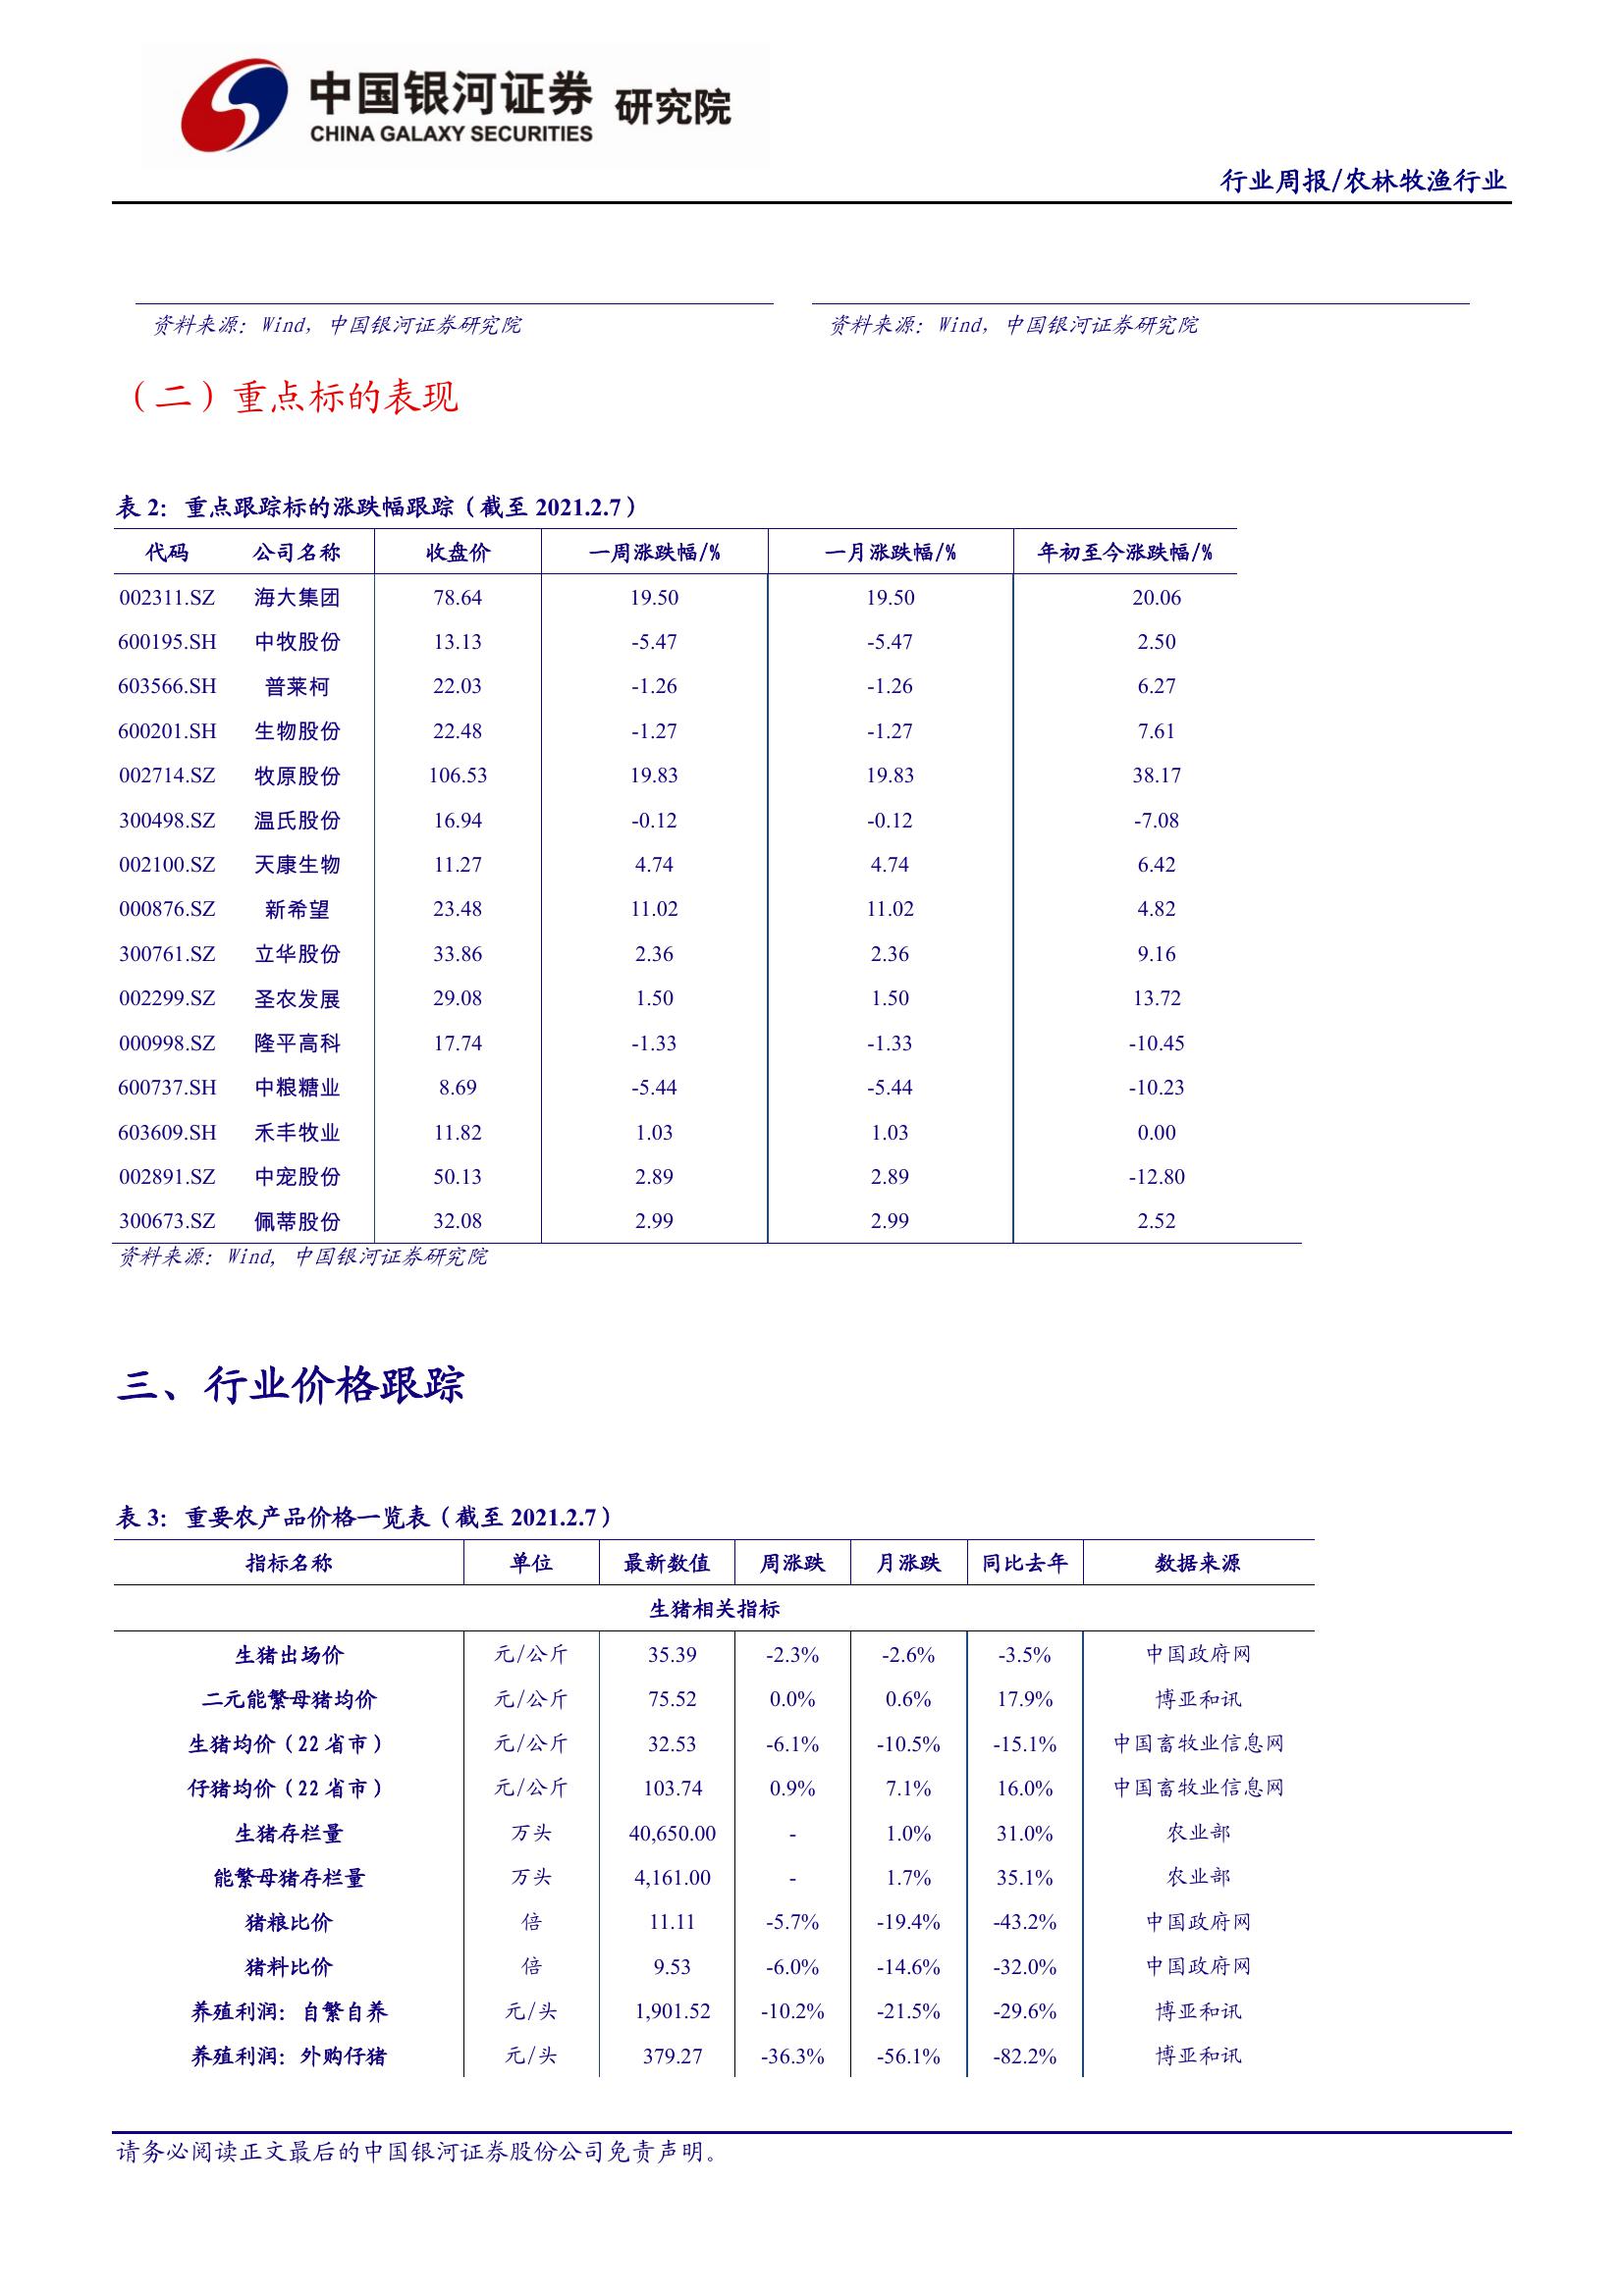 中国银河证券 研究院
CHINA GALAXY SECURITIES
行业周报/农林牧渔行业
资料来源：Wind，中国银河证券研究院 资料来源：Wind，中国银河证券研究院
（二）重点标的表现
表 2：重点跟踪标的涨跌幅跟踪（截至 2021.2.7）
代码 公司名称 收盘价 一周涨跌幅/% 一月涨跌幅/% 年初至今涨跌幅/%
002311.SZ 海大集团 78.64 19.50 19.50 20.06
600195.SH 中牧股份 13.13 -5.47 -5.47 2.50
603566.SH 普莱柯 22.03 -1.26 -1.26 6.27
600201.SH 生物股份 22.48 -1.27 -1.27 7.61
002714.SZ 牧原股份 106.53 19.83 19.83 38.17
300498.SZ 温氏股份 16.94 -0.12 -0.12 -7.08
002100.SZ 天康生物 11.27 4.74 4.74 6.42
000876.SZ 新希望 23.48 11.02 11.02 4.82
300761.SZ 立华股份 33.86 2.36 2.36 9.16
002299.SZ 圣农发展 29.08 1.50 1.50 13.72
000998.SZ 隆平高科 17.74 -1.33 -1.33 -10.45
600737.SH 中粮糖业 8.69 -5.44 -5.44 -10.23
603609.SH 禾丰牧业 11.82 1.03 1.03 0.00
002891.SZ 中宠股份 50.13 2.89 2.89 -12.80
300673.SZ 佩蒂股份 32.08 2.99 2.99 2.52
资料来源：Wind, 中国银河证券研究院
三、行业价格跟踪
表 3：重要农产品价格一览表（截至 2021.2.7）
指标名称 单位 最新数值 周涨跌 月涨跌 同比去年 数据来源
生猪相关指标
生猪出场价 元/公斤 35.39 -2.3% -2.6% -3.5% 中国政府网
二元能繁母猪均价 元/公斤 75.52 0.0% 0.6% 17.9% 博亚和讯
生猪均价（22 省市） 元/公斤 32.53 -6.1% -10.5% -15.1% 中国畜牧业信息网
仔猪均价（22 省市） 元/公斤 103.74 0.9% 7.1% 16.0% 中国畜牧业信息网
生猪存栏量 万头 40,650.00 - 1.0% 31.0% 农业部
能繁母猪存栏量 万头 4,161.00 - 1.7% 35.1% 农业部
猪粮比价 倍 11.11 -5.7% -19.4% -43.2% 中国政府网
猪料比价 倍 9.53 -6.0% -14.6% -32.0% 中国政府网
养殖利润：自繁自养 元/头 1,901.52 -10.2% -21.5% -29.6% 博亚和讯
养殖利润：外购仔猪 元/头 379.27 -36.3% -56.1% -82.2% 博亚和讯
请务必阅读正文最后的中国银河证券股份公司免责声明。